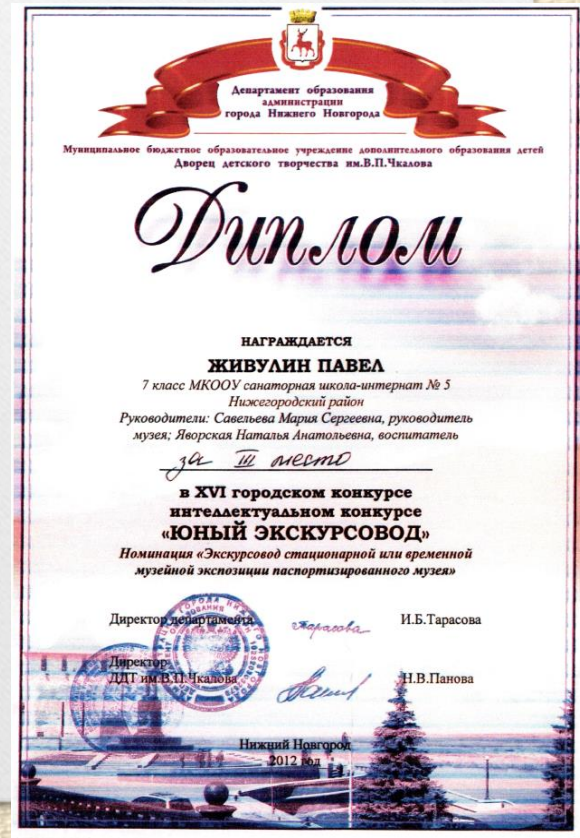 Департамент образования
администрации
города Нижнего Новгорода
Муниципальное бюджетное образовательное учреждение дополнительного образования детей
Дворец детского творчества им.В.П.Чкалова
Диплом
НАГРАЖДАЕТСЯ
ЖИВУЛИН ПАВЕЛ
7 класс МКООУ санаторная школа-интернат № 5
Нижегородский район
Руководители: Савельева Мария Сергеевна, руководитель
музея; Яворская Наталья Анатольевна, воспитатель
за III место
в XVI городском конкурсе
интеллектуальном конкурсе
«ЮНЫЙ ЭКСКУРСОВОД»
Номинация «Экскурсовод стационарной или временной
музейной экспозиции паспортизированного музея»
Директор департамента Тарасова И.Б.Тарасова
Директор
ДДТ им.В.П.Чкалова Н.В.Панова
Нижний Новгород
2012 год